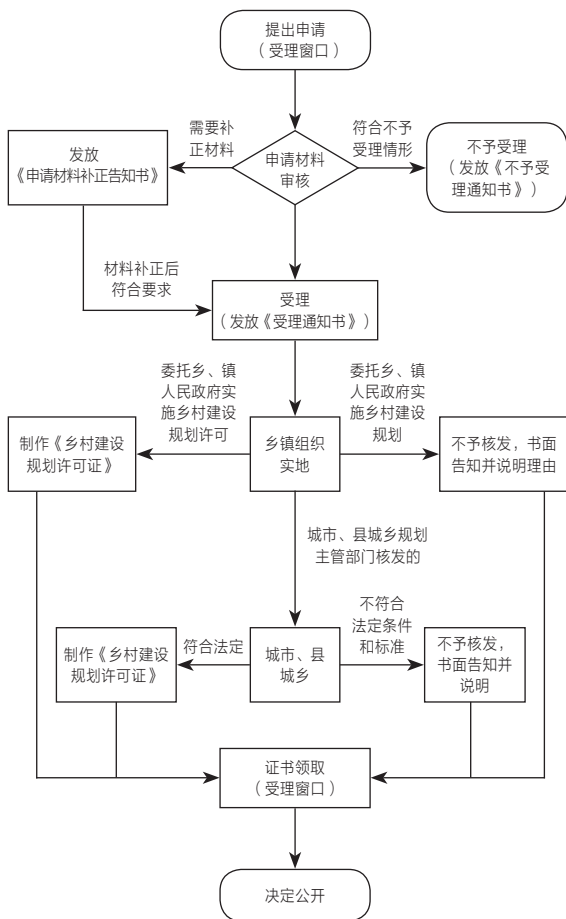 提出申请
（受理窗口）
需要补
正材料
符合不予
受理情形
发放
《申请材料补正告知书》
申请材料
审核
不予受理
（发放《不予受
理通知书》）
材料补正后
符合要求
受理
（发放《受理通知书》）
委托乡、镇
人民政府实
施乡村建设
规划许可
委托乡、镇
人民政府实
施乡村建设
规划
制作《乡村建设
规划许可证》
乡镇组织
实地
不予核发，书面
告知并说明理由
城市、县城乡规划
主管部门核发的
制作《乡村建设
规划许可证》
符合法定
城市、县
城乡
不符合
法定条件
和标准
不予核发，
书面告知并
说明
证书领取
（受理窗口）
决定公开